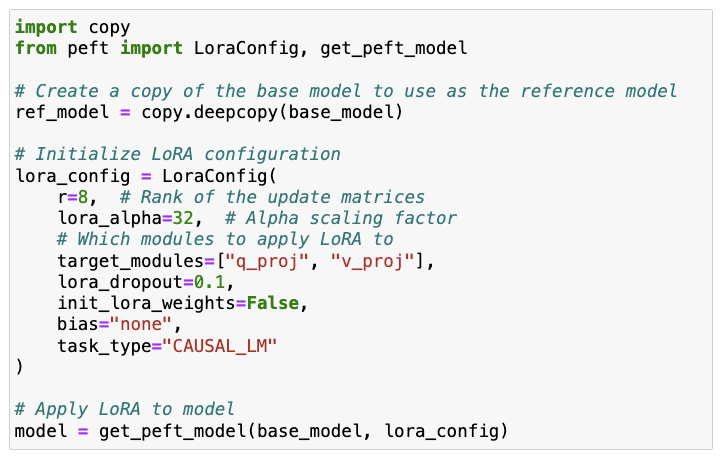 import copy
from peft import LoraConfig, get_peft_model

# Create a copy of the base model to use as the reference model
ref_model = copy.deepcopy(base_model)

# Initialize LoRA configuration
lora_config = LoraConfig(
    r=8,  # Rank of the update matrices
    lora_alpha=32,  # Alpha scaling factor
    # Which modules to apply LoRA to
    target_modules=["q_proj", "v_proj"],
    lora_dropout=0.1,
    init_lora_weights=False,
    bias="none",
    task_type="CAUSAL_LM"
)

# Apply LoRA to model
model = get_peft_model(base_model, lora_config)